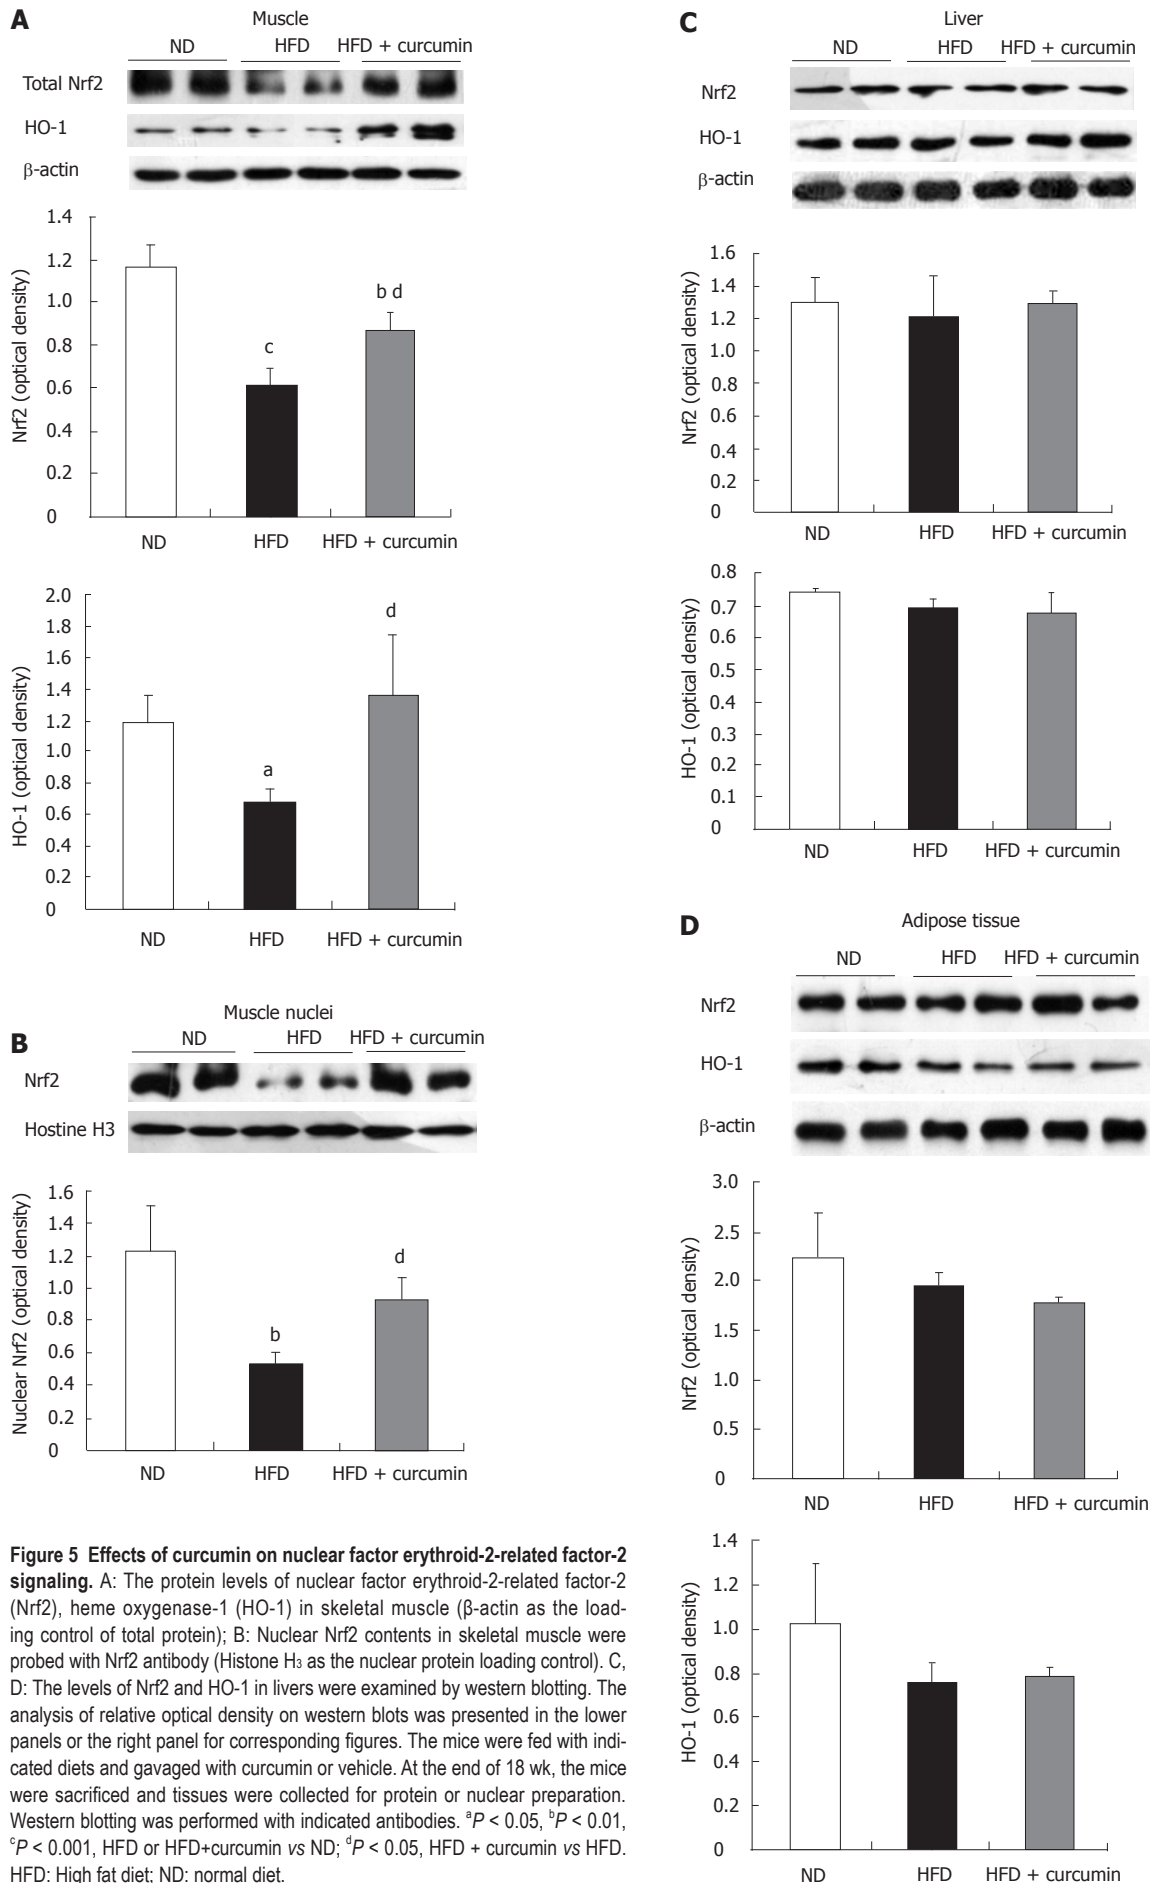 A
Muscle
ND HFD HFD + curcumin
Total Nrf2
HO-1
β-actin
1.4
1.2
1.0
0.8
0.6
0.4
0.2
0
Nrf2 (optical density)
c
b d
ND HFD HFD + curcumin
2.0
1.8
1.6
1.4
1.2
1.0
0.8
0.6
0.4
0.2
0
HO-1 (optical density)
a
d
ND HFD HFD + curcumin
B
Muscle nuclei
ND HFD HFD + curcumin
Nrf2
Hostine H3
1.6
1.4
1.2
1.0
0.8
0.6
0.4
0.2
0
Nuclear Nrf2 (optical density)
b
d
ND HFD HFD + curcumin
Figure 5 Effects of curcumin on nuclear factor erythroid-2-related factor-2
signaling. A: The protein levels of nuclear factor erythroid-2-related factor-2
(Nrf2), heme oxygenase-1 (HO-1) in skeletal muscle (β-actin as the load-
ing control of total protein); B: Nuclear Nrf2 contents in skeletal muscle were
probed with Nrf2 antibody (Histone H₃ as the nuclear protein loading control). C,
D: The levels of Nrf2 and HO-1 in livers were examined by western blotting. The
analysis of relative optical density on western blots was presented in the lower
panels or the right panel for corresponding figures. The mice were fed with indi-
cated diets and gavaged with curcumin or vehicle. At the end of 18 wk, the mice
were sacrificed and tissues were collected for protein or nuclear preparation.
Western blotting was performed with indicated antibodies. ᵃP < 0.05, ᵇP < 0.01,
ᶜP < 0.001, HFD or HFD+curcumin vs ND; ᵈP < 0.05, HFD + curcumin vs HFD.
HFD: High fat diet; ND: normal diet.
C
Liver
ND HFD HFD + curcumin
Nrf2
HO-1
β-actin
1.6
1.4
1.2
1.0
0.8
0.6
0.4
0.2
0
Nrf2 (optical density)
ND HFD HFD + curcumin
0.8
0.7
0.6
0.5
0.4
0.3
0.2
0.1
0
HO-1 (optical density)
ND HFD HFD + curcumin
D
Adipose tissue
ND HFD HFD + curcumin
Nrf2
HO-1
β-actin
3.0
2.5
2.0
1.5
1.0
0.5
0
Nrf2 (optical density)
ND HFD HFD + curcumin
1.4
1.2
1.0
0.8
0.6
0.4
0.2
0
HO-1 (optical density)
ND HFD HFD + curcumin